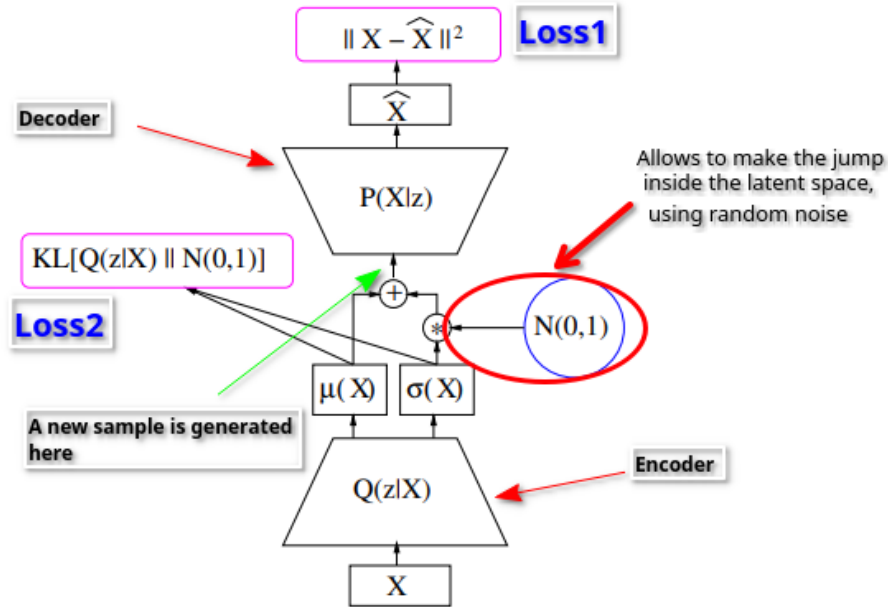 || X – X̂ ||² Loss1
X̂
Decoder
Allows to make the jump
inside the latent space,
using random noise
P(X|z)
KL[Q(z|X) || N(0,1)]
+
Loss2
* N(0,1)
μ(X) σ(X)
A new sample is generated
here
Encoder
Q(z|X)
X